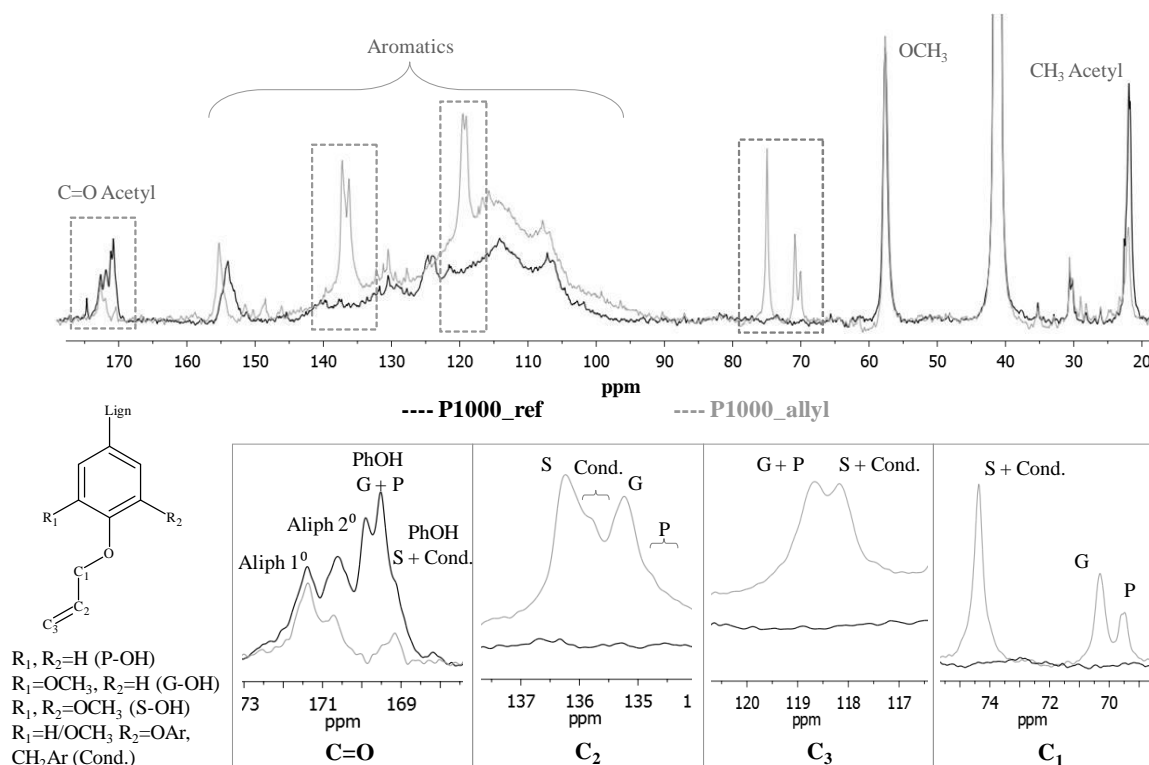 Aromatics
OCH₃
CH₃ Acetyl
C=O Acetyl
170 160 150 140 130 120 110 100 90 80 70 60 50 40 30 20
ppm
---- P1000_ref ---- P1000_allyl
Lign
R₁ R₂
O
C₁
C₂
C₃
R₁, R₂=H (P-OH)
R₁=OCH₃, R₂=H (G-OH)
R₁, R₂=OCH₃ (S-OH)
R₁=H/OCH₃ R₂=OAr,
CH₂Ar (Cond.)
PhOH
G + P
Aliph 2⁰
PhOH
Aliph 1⁰
S + Cond.
73 171 169
ppm
C=O
S
Cond.
G
P
137 136 135 1
ppm
C₂
G + P S + Cond.
120 119 118 117
ppm
C₃
S + Cond.
G
P
74 72 70
ppm
C₁